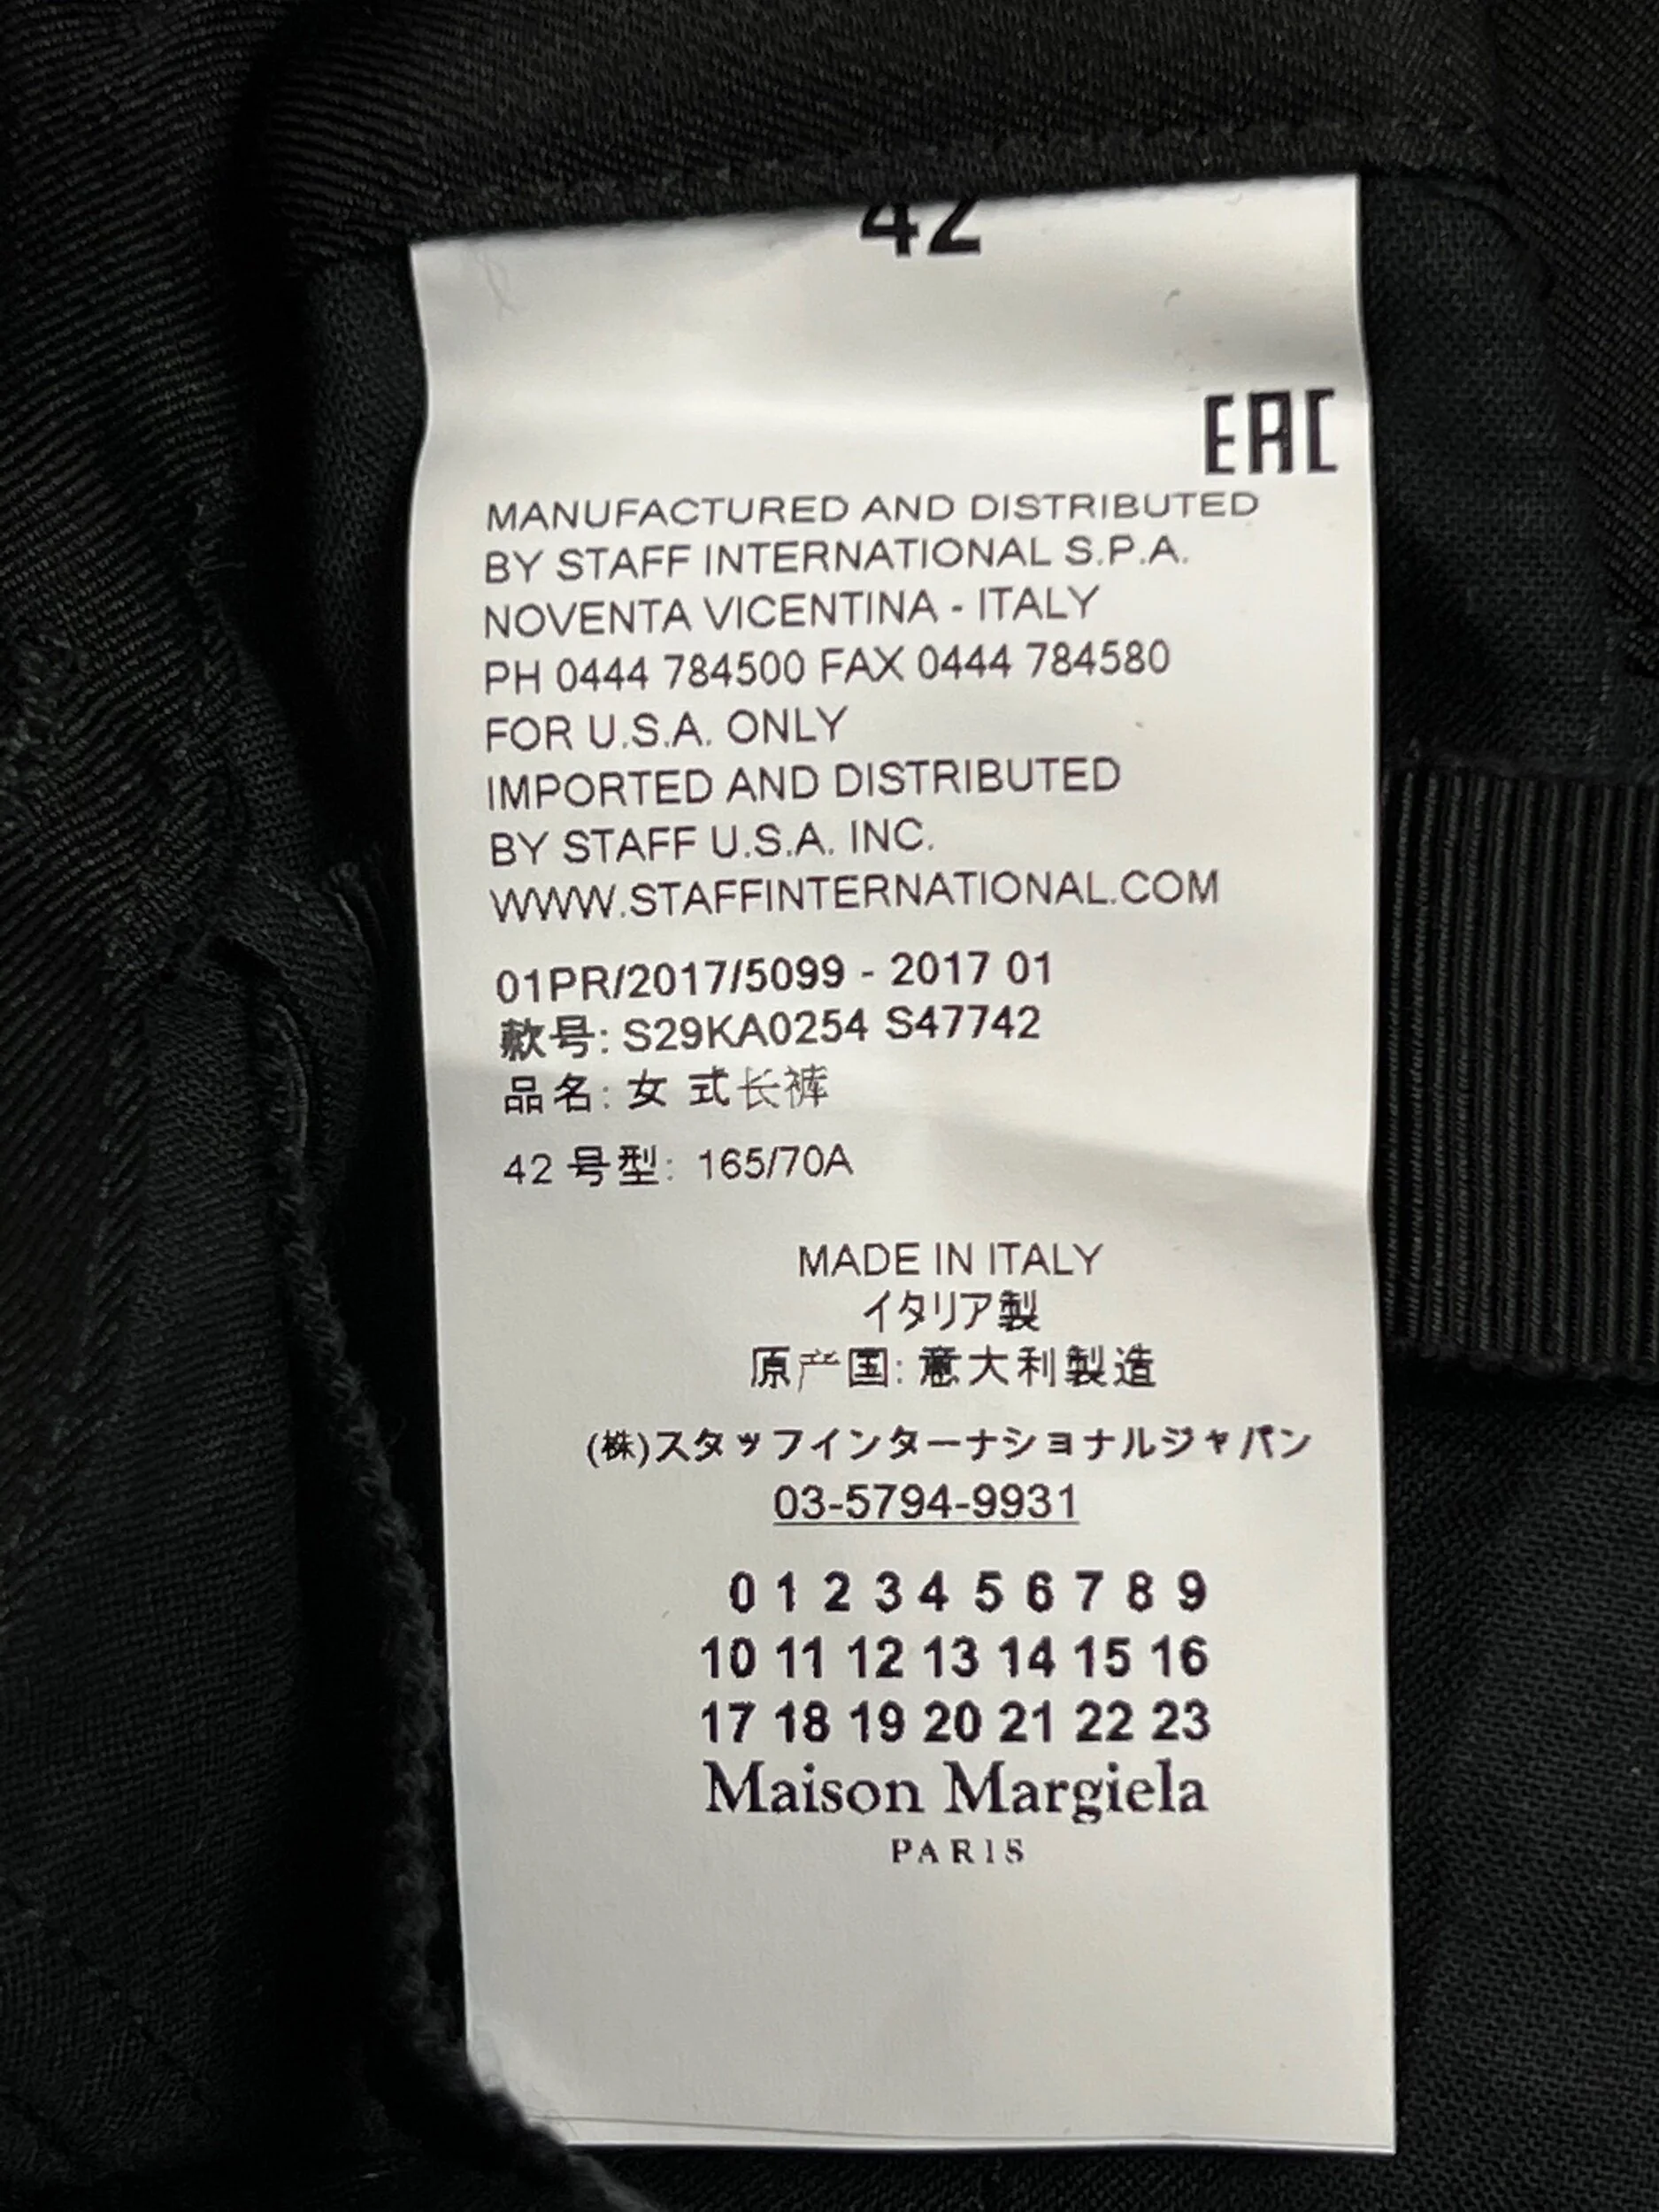 42
EAC
MANUFACTURED AND DISTRIBUTED
BY STAFF INTERNATIONAL S.P.A.
NOVENTA VICENTINA - ITALY
PH 0444 784500 FAX 0444 784580
FOR U.S.A. ONLY
IMPORTED AND DISTRIBUTED
BY STAFF U.S.A. INC.
WWW.STAFFINTERNATIONAL.COM
01PR/2017/5099 - 2017 01
款号: S29KA0254 S47742
品名: 女 式长裤
42 号型: 165/70A
MADE IN ITALY
イタリア製
原产国: 意大利製造
(株)スタッフインターナショナルジャパン
03-5794-9931
0 1 2 3 4 5 6 7 8 9
10 11 12 13 14 15 16
17 18 19 20 21 22 23
Maison Margiela
PARIS